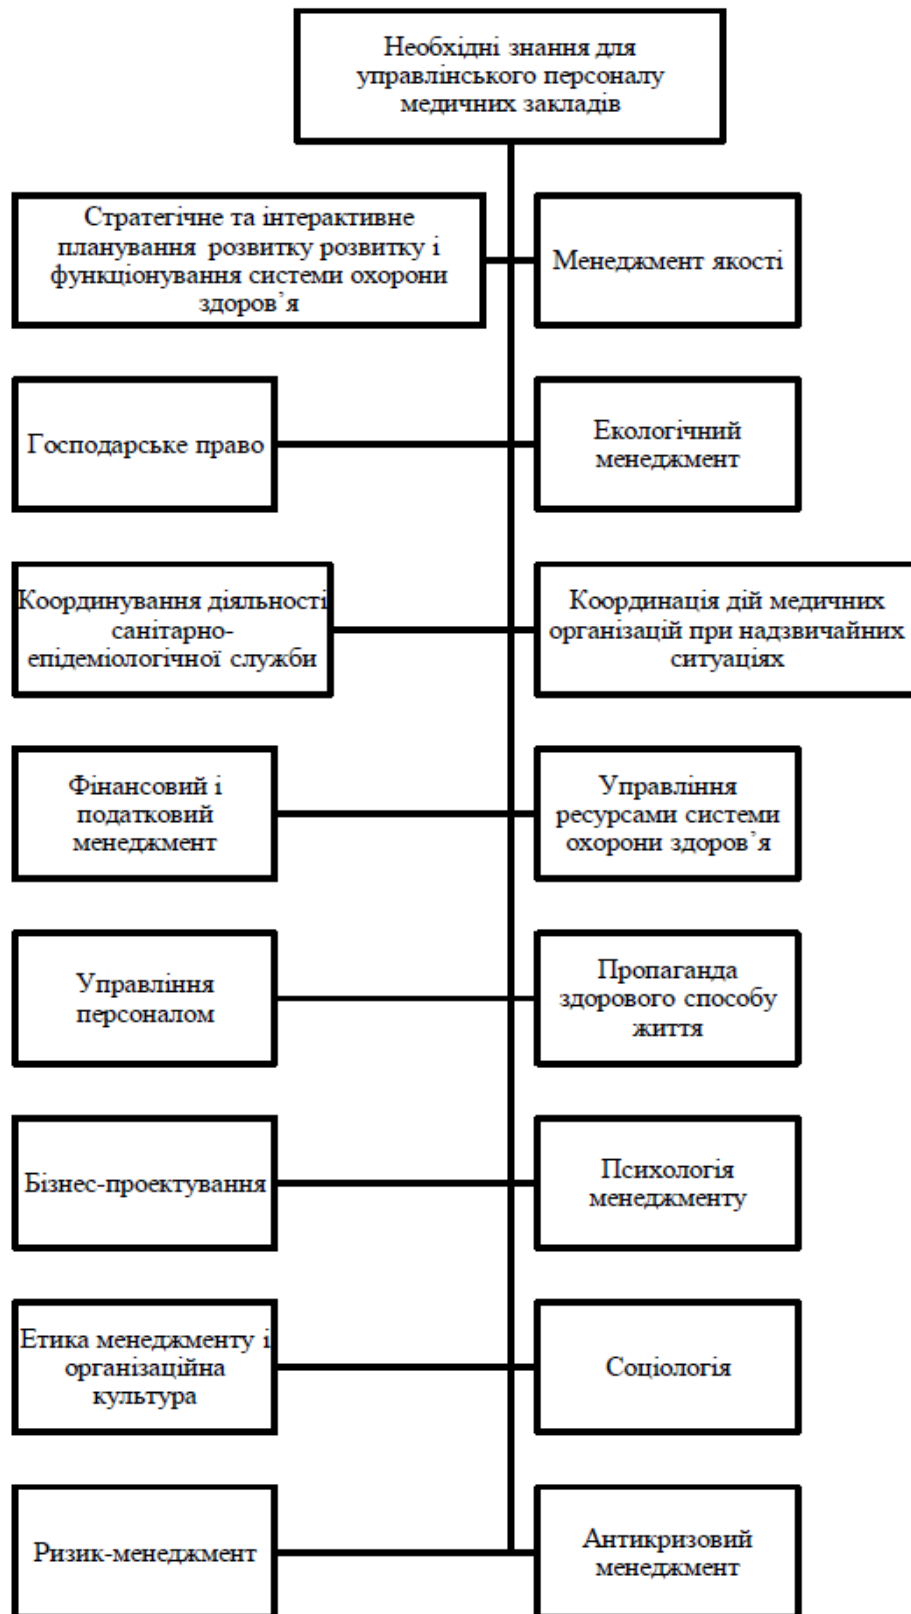 Необхідні знання для
управлінського персоналу
медичних закладів
Стратегічне та інтерактивне
планування розвитку розвитку і
функціонування системи охорони
здоров’я
Менеджмент якості
Господарське право
Екологічний
менеджмент
Координування діяльності
санітарно-
епідеміологічної служби
Координація дій медичних
організацій при надзвичайних
ситуаціях
Фінансовий і
податковий
менеджмент
Управління
ресурсами системи
охорони здоров’я
Управління
персоналом
Пропаганда
здорового способу
життя
Бізнес-проектування
Психологія
менеджменту
Етика менеджменту і
організаційна
культура
Соціологія
Ризик-менеджмент
Антикризовий
менеджмент